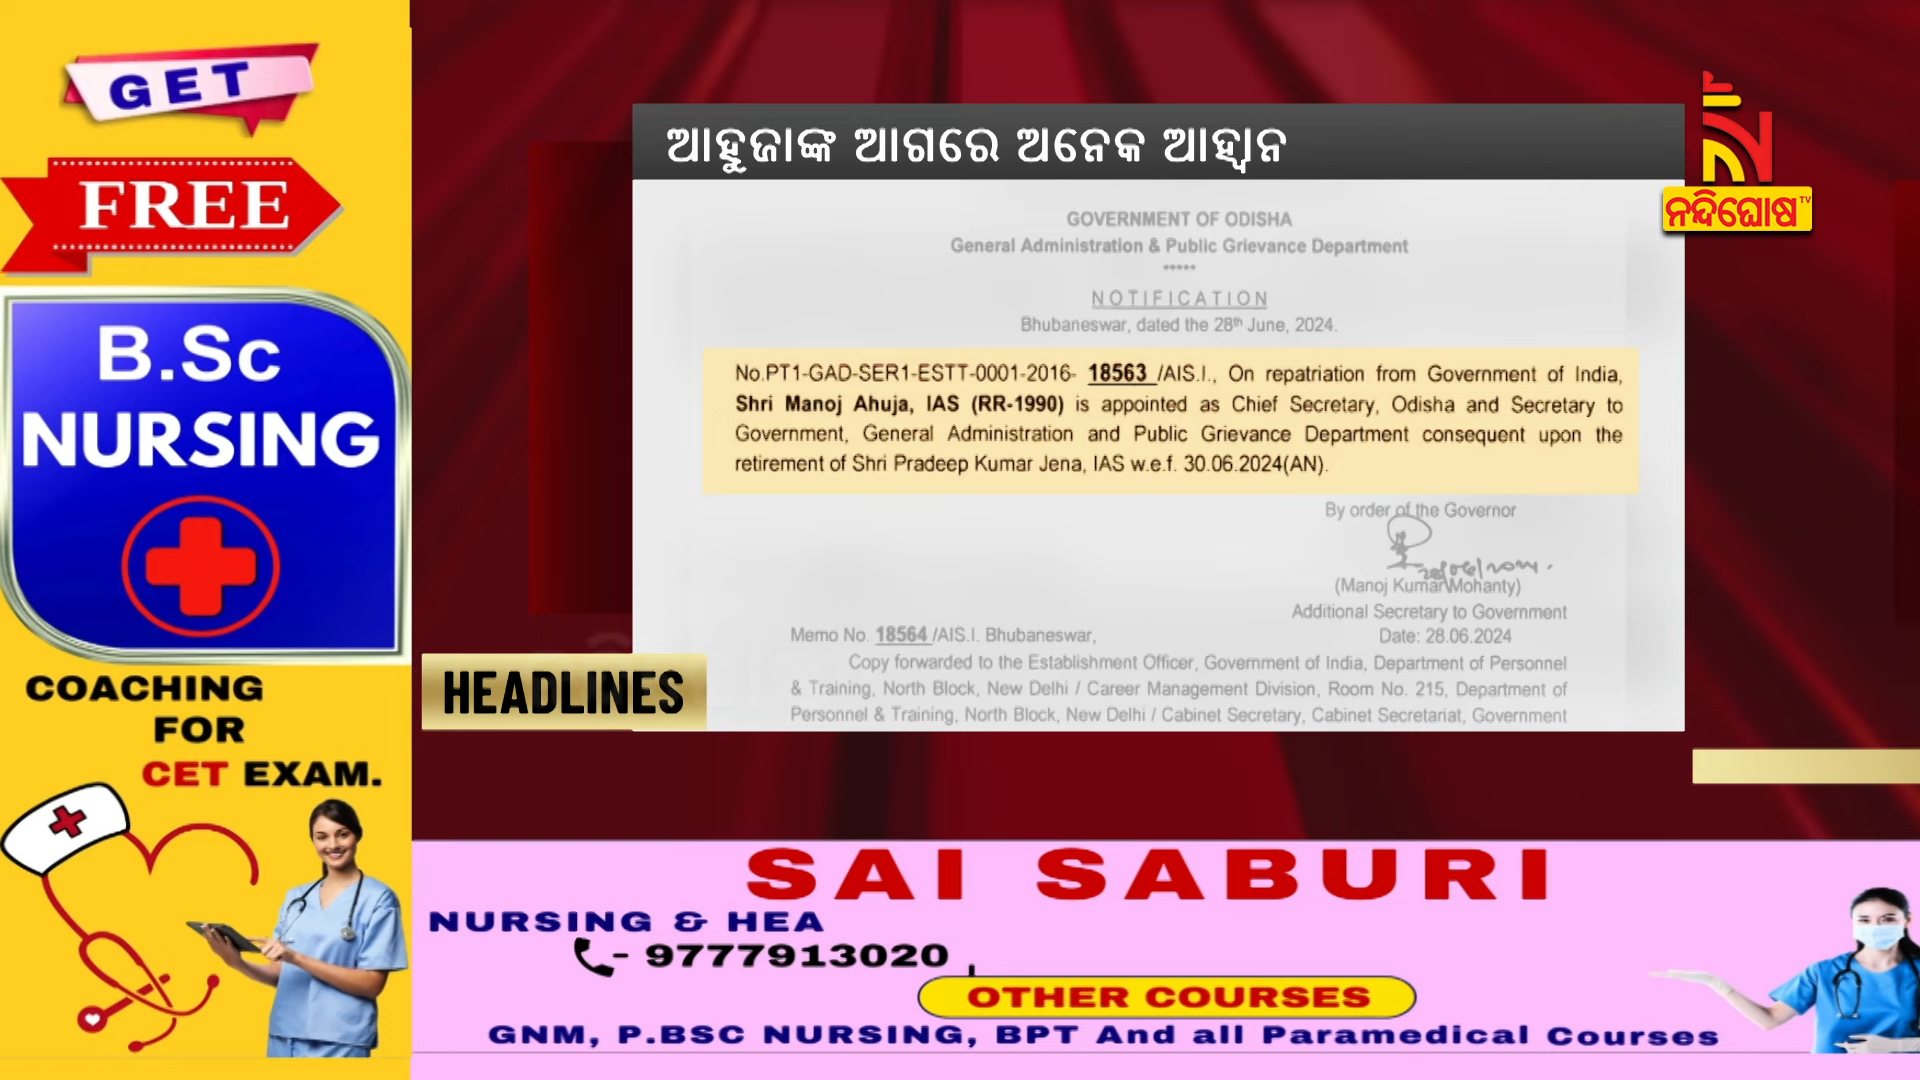 GET
FREE
B.Sc
NURSING
COACHING
FOR
CET EXAM.
ଆହୁଜାଙ୍କ ଆଗରେ ଅନେକ ଆହ୍ୱାନ
ନନ୍ଦିଘୋଷ TV
GOVERNMENT OF ODISHA
General Administration & Public Grievance Department
*****
NOTIFICATION
Bhubaneswar, dated the 28th June, 2024.
No.PT1-GAD-SER1-ESTT-0001-2016- 18563 /AIS.I., On repatriation from Government of India,
Shri Manoj Ahuja, IAS (RR-1990) is appointed as Chief Secretary, Odisha and Secretary to
Government, General Administration and Public Grievance Department consequent upon the
retirement of Shri Pradeep Kumar Jena, IAS w.e.f. 30.06.2024(AN).
By order of the Governor
(Manoj Kumar Mohanty)
Additional Secretary to Government
Memo No. 18564 /AIS.I. Bhubaneswar, Date: 28.06.2024
Copy forwarded to the Establishment Officer, Government of India, Department of Personnel
& Training, North Block, New Delhi / Career Management Division, Room No. 215, Department of
Personnel & Training, North Block, New Delhi / Cabinet Secretary, Cabinet Secretariat, Government
HEADLINES
SAI SABURI
NURSING & HEA
- 9777913020
OTHER COURSES
GNM, P.BSC NURSING, BPT And all Paramedical Courses